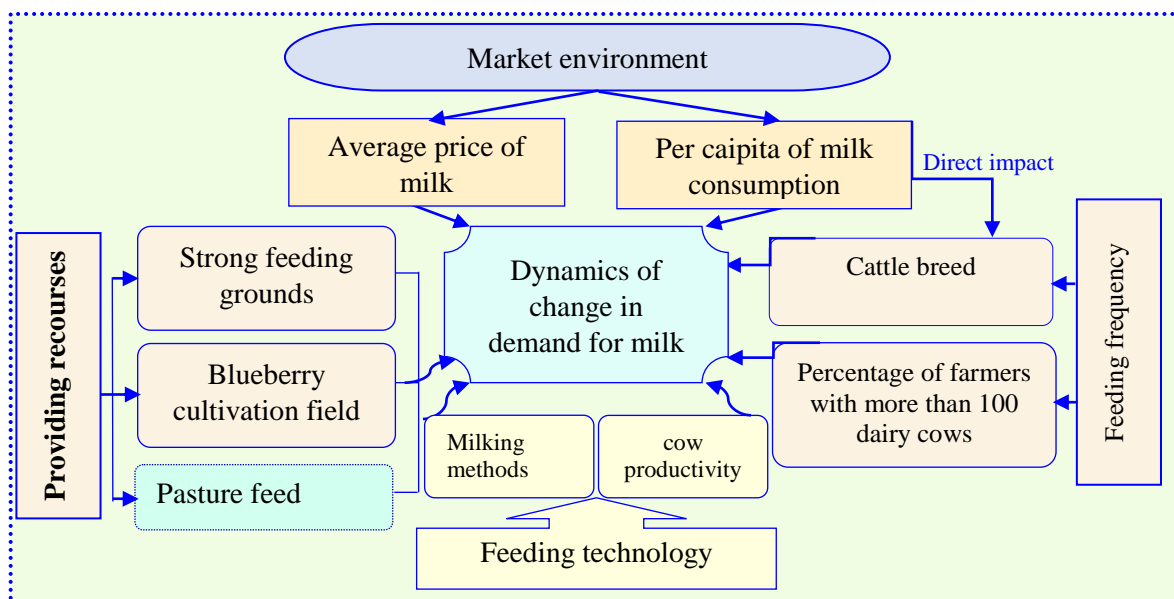 Market environment
Average price of
milk
Per caipita of milk
consumption
Direct impact
Providing recourses
Strong feeding
grounds
Blueberry
cultivation field
Pasture feed
Dynamics of
change in
demand for milk
Cattle breed
Percentage of farmers
with more than 100
dairy cows
Feeding frequency
Milking
methods
cow
productivity
Feeding technology